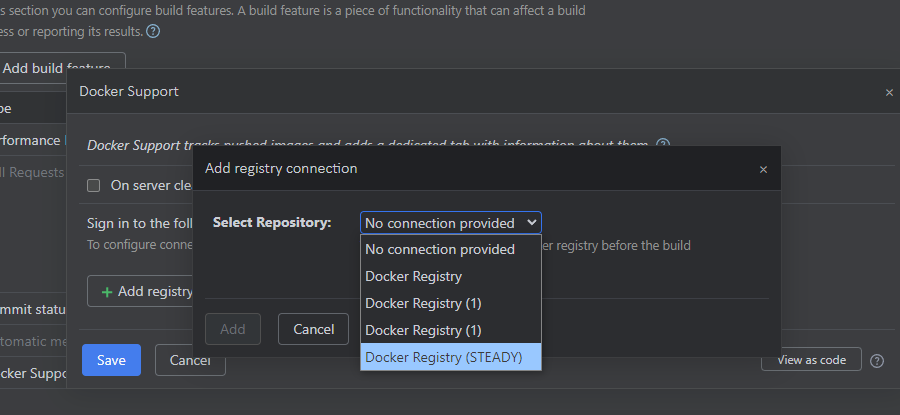 s section you can configure build features. A build feature is a piece of functionality that can affect a build
ess or reporting its results. ?
Add build feature
Docker Support ×
pe
rformance
Docker Support tracks pushed images and adds a dedicated tab with information about them. ?
ll Requests
Add registry connection ×
On server cle
Sign in to the foll
Select Repository: No connection provided
To configure conne
er registry before the build
No connection provided
Docker Registry
+ Add registry
Docker Registry (1)
mmit statu
Add
Cancel
Docker Registry (1)
tomatic me
Save
Cancel
Docker Registry (STEADY)
View as code ?
cker Suppo